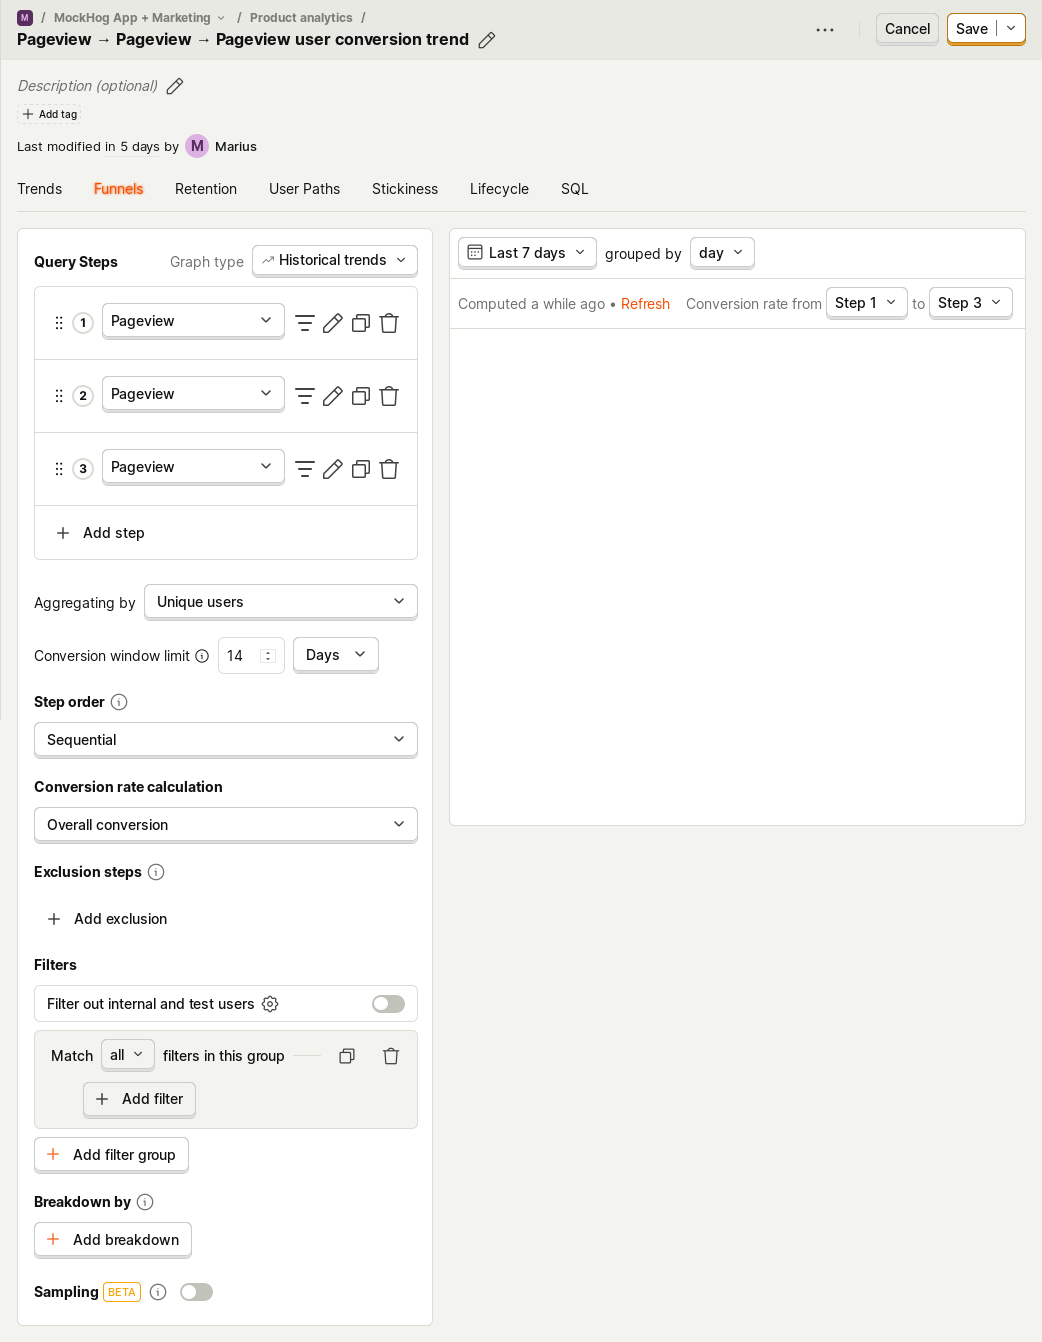 M / MockHog App + Marketing / Product analytics /
Pageview → Pageview → Pageview user conversion trend
Cancel
Save
Description (optional)
Add tag
Last modified in 5 days by M Marius
Trends Funnels Retention User Paths Stickiness Lifecycle SQL
Query Steps
Graph type Historical trends
1 Pageview
2 Pageview
3 Pageview
Add step
Aggregating by Unique users
Conversion window limit 14 Days
Step order
Sequential
Conversion rate calculation
Overall conversion
Exclusion steps
Add exclusion
Filters
Filter out internal and test users
Match all filters in this group
Add filter
Add filter group
Breakdown by
Add breakdown
Sampling BETA
Last 7 days grouped by day
Computed a while ago • Refresh Conversion rate from Step 1 to Step 3